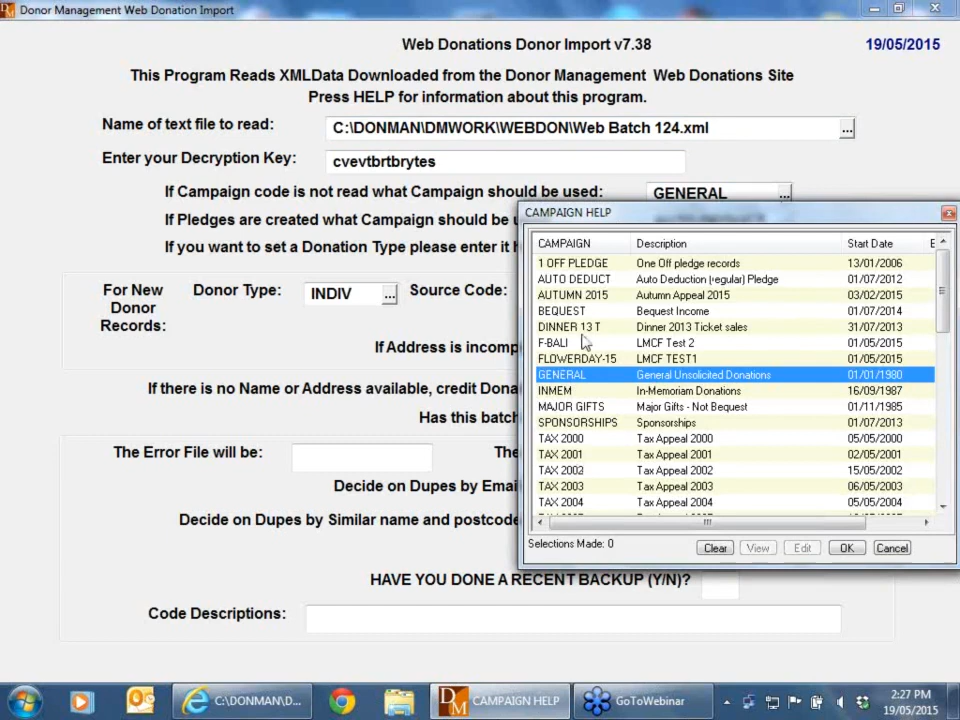 Donor Management Web Donation Import
Web Donations Donor Import v7.38
19/05/2015
This Program Reads XMLData Downloaded from the Donor Management Web Donations Site
Press HELP for information about this program.
Name of text file to read:
C:\DONMAN\DMWORK\WEBDON\Web Batch 124.xml
...
Enter your Decryption Key:
cvevtbrtbrytes
If Campaign code is not read what Campaign should be used:
GENERAL
...
If Pledges are created what Campaign should be u
If you want to set a Donation Type please enter it h
For New Donor Records:
Donor Type:
INDIV
...
Source Code:
If Address is incomp
If there is no Name or Address available, credit Dona
Has this batch
The Error File will be:
The
Decide on Dupes by Emai
Decide on Dupes by Similar name and postcode
HAVE YOU DONE A RECENT BACKUP (Y/N)?
Code Descriptions:
CAMPAIGN HELP
CAMPAIGN Description Start Date E
1 OFF PLEDGE One Off pledge records 13/01/2006
AUTO DEDUCT Auto Deduction (regular) Pledge 01/07/2012
AUTUMN 2015 Autumn Appeal 2015 03/02/2015
BEQUEST Bequest Income 01/07/2014
DINNER 13 T Dinner 2013 Ticket sales 31/07/2013
F-BALI LMCF Test 2 01/05/2015
FLOWERDAY-15 LMCF TEST1 01/05/2015
GENERAL General Unsolicited Donations 01/01/1980
INMEM In-Memoriam Donations 16/09/1987
MAJOR GIFTS Major Gifts - Not Bequest 01/11/1985
SPONSORSHIPS Sponsorships 01/07/2013
TAX 2000 Tax Appeal 2000 05/05/2000
TAX 2001 Tax Appeal 2001 02/05/2001
TAX 2002 Tax Appeal 2002 15/05/2002
TAX 2003 Tax Appeal 2003 06/05/2003
TAX 2004 Tax Appeal 2004 05/05/2004
Selections Made: 0
Clear View Edit OK Cancel
C:\DONMAN\D...
CAMPAIGN HELP
GoToWebinar
2:27 PM
19/05/2015